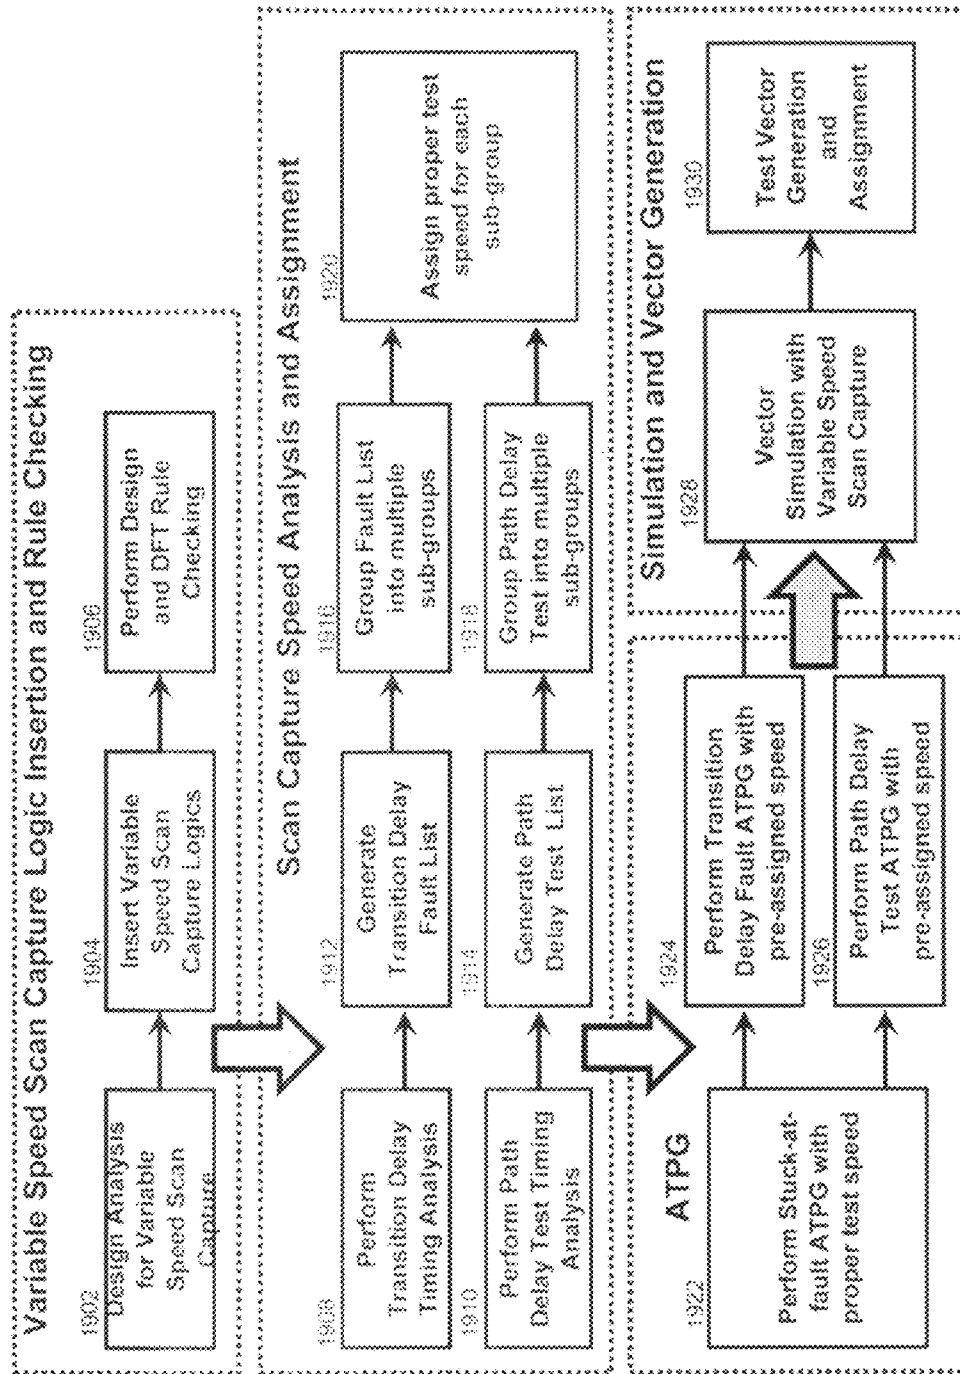 Variable Speed Scan Capture Logic Insertion and Rule Checking
1902
Design Analysis
for Variable
Speed Scan
Capture
1904
Insert Variable
Speed Scan
Capture Logics
1906
Perform Design
and DFT Rule
Checking
Scan Capture Speed Analysis and Assignment
1908
Perform
Transition Delay
Timing Analysis
1912
Generate
Transition Delay
Fault List
1916
Group Fault List
into multiple
sub-groups
1910
Perform Path
Delay Test Timing
Analysis
1914
Generate Path
Delay Test List
1918
Group Path Delay
Test into multiple
sub-groups
1920
Assign proper test
speed for each
sub-group
ATPG
1922
Perform Stuck-at-
fault ATPG with
proper test speed
1924
Perform Transition
Delay Fault ATPG with
pre-assigned speed
1926
Perform Path Delay
Test ATPG with
pre-assigned speed
Simulation and Vector Generation
1928
Vector
Simulation with
Variable Speed
Scan Capture
1930
Test Vector
Generation
and
Assignment